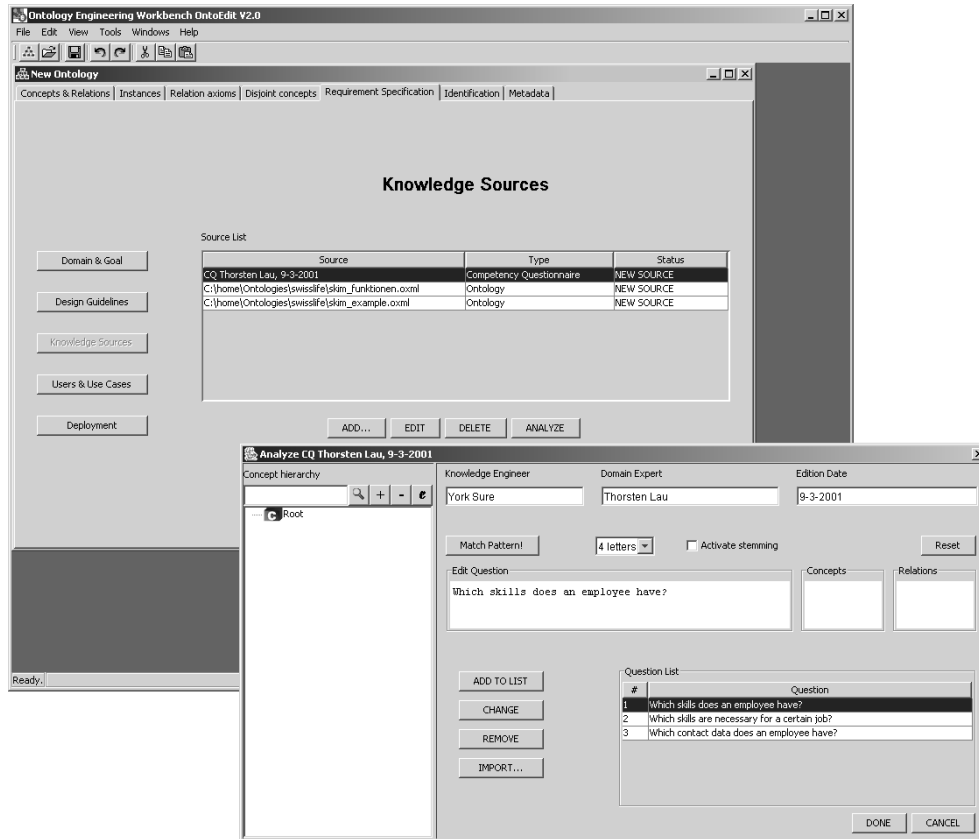 Ontology Engineering Workbench OntoEdit V2.0
File Edit View Tools Windows Help
New Ontology
Concepts & Relations Instances Relation axioms Disjoint concepts Requirement Specification Identification Metadata
Knowledge Sources
Source List
Source Type Status
CQ Thorsten Lau, 9-3-2001 Competency Questionnaire NEW SOURCE
C:\home\Ontologies\swisslife\skim_funktionen.oxml Ontology NEW SOURCE
C:\home\Ontologies\swisslife\skim_example.oxml Ontology NEW SOURCE
Domain & Goal
Design Guidelines
Knowledge Sources
Users & Use Cases
Deployment
ADD... EDIT DELETE ANALYZE
Analyze CQ Thorsten Lau, 9-3-2001
Concept hierarchy
+ - e
C Root
Knowledge Engineer Domain Expert Edition Date
York Sure Thorsten Lau 9-3-2001
Match Pattern! 4 letters Activate stemming Reset
Edit Question Concepts Relations
Which skills does an employee have?
ADD TO LIST
CHANGE
REMOVE
IMPORT...
Question List
# Question
1 Which skills does an employee have?
2 Which skills are necessary for a certain job?
3 Which contact data does an employee have?
DONE CANCEL
Ready.